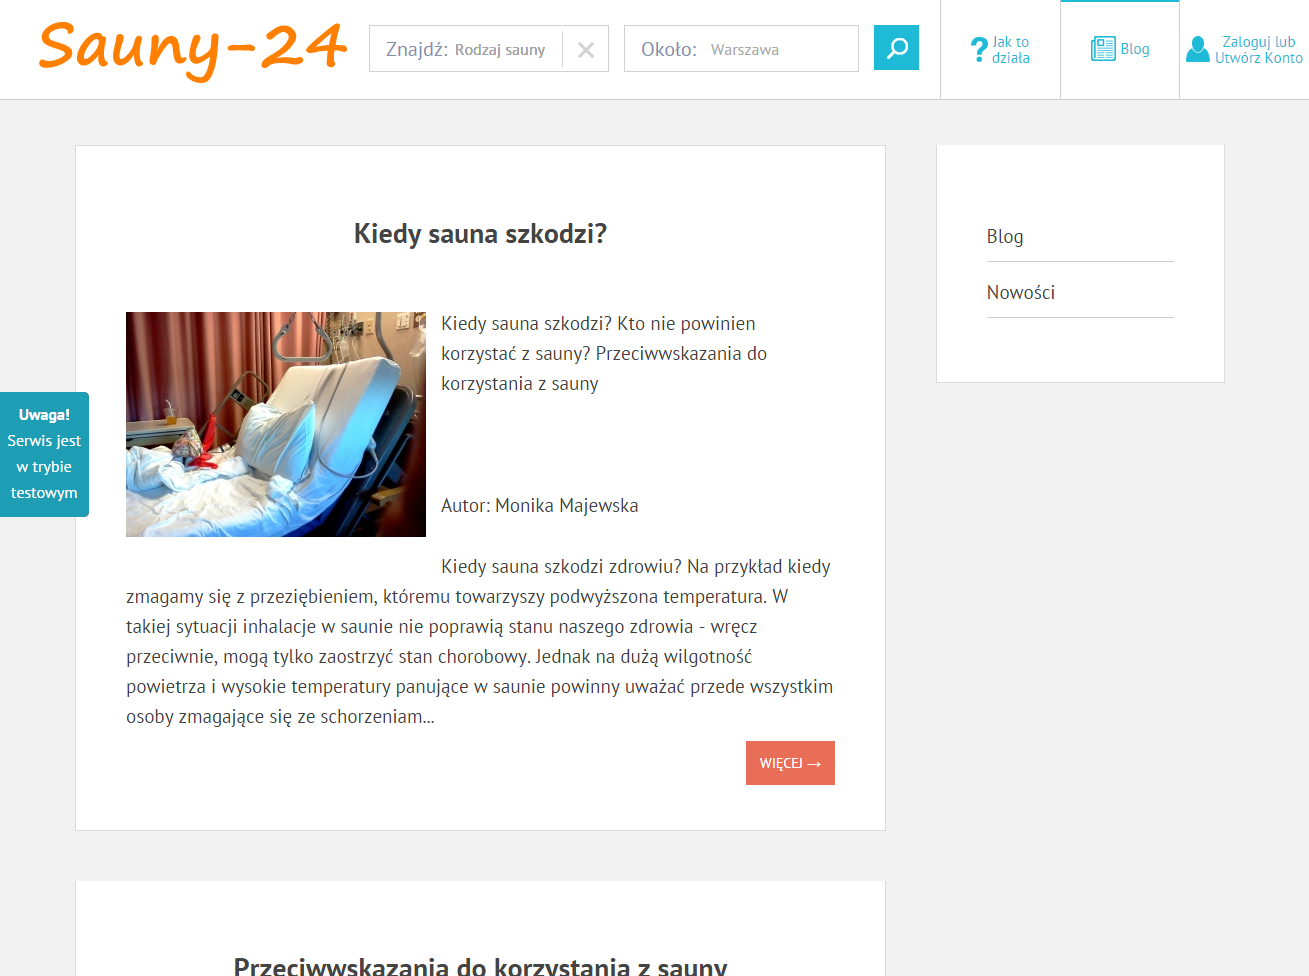 Sauny-24
Znajdź: Rodzaj sauny
Około: Warszawa
Jak to
działa
Blog
Zaloguj lub
Utwórz Konto
Kiedy sauna szkodzi?
Kiedy sauna szkodzi? Kto nie powinien
korzystać z sauny? Przeciwwskazania do
korzystania z sauny
Autor: Monika Majewska
Kiedy sauna szkodzi zdrowiu? Na przykład kiedy
zmagamy się z przeziębieniem, któremu towarzyszy podwyższona temperatura. W
takiej sytuacji inhalacje w saunie nie poprawią stanu naszego zdrowia - wręcz
przeciwnie, mogą tylko zaostrzyć stan chorobowy. Jednak na dużą wilgotność
powietrza i wysokie temperatury panujące w saunie powinny uważać przede wszystkim
osoby zmagające się ze schorzeniam...
WIĘCEJ →
Blog
Nowości
Uwaga!
Serwis jest
w trybie
testowym
Przeciwwskazania do korzystania z sauny